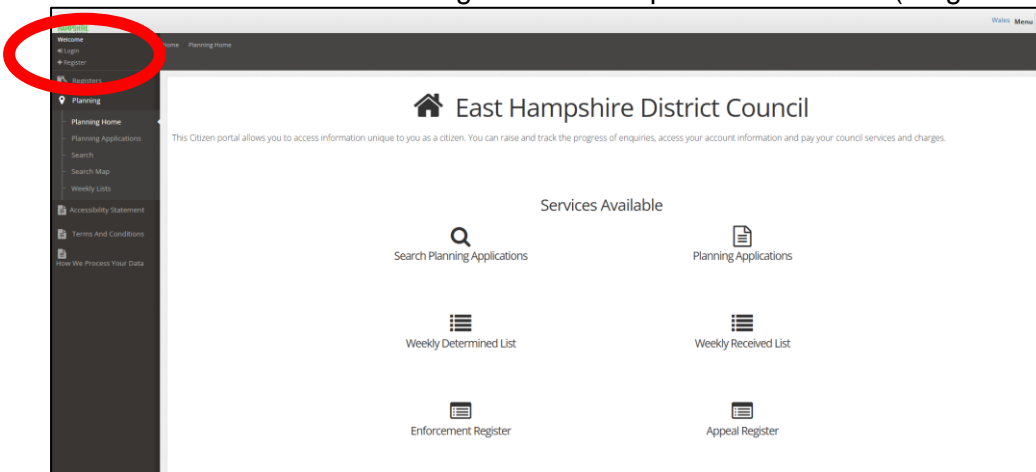 HAMPSHIRE
Wales Menu
Welcome
Login
Register
Home Planning Home
Registers
Planning
Planning Home
Planning Applications
Search
Search Map
Weekly Lists
Accessibility Statement
Terms And Conditions
How We Process Your Data
East Hampshire District Council
This Citizen portal allows you to access information unique to you as a citizen. You can raise and track the progress of enquiries, access your account information and pay your council services and charges.
Services Available
Search Planning Applications
Planning Applications
Weekly Determined List
Weekly Received List
Enforcement Register
Appeal Register